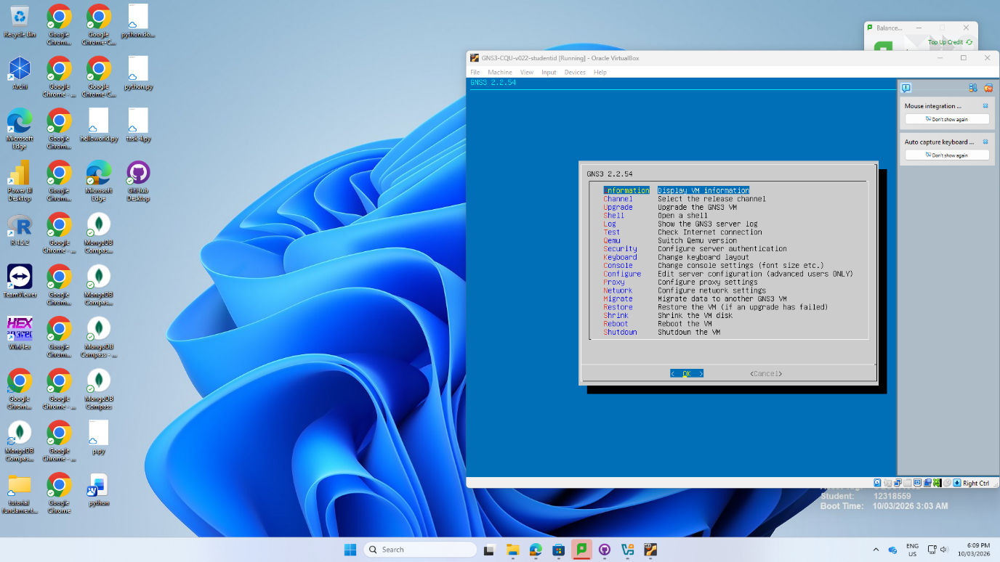 Recycle Bin
Google Chrom...
Google Chrome-C...
python.do...
Archi
Google Chrome - ...
Google Chrome-C...
python.py
Microsoft Edge
Google Chrom...
helloworld.py
task 4.py
Power BI Desktop
Google Chrom...
Microsoft Edge
GitHub Desktop
R 4.5.2
Google Chrome - ...
MongoDB Compas...
TeamViewer
Google Chrom...
MongoDB Compas...
WinHex
Google Chrom...
MongoDB Compass - ...
Google Chrom...
Google Chrome - ...
MongoDB Compass
MongoDB Compas...
Google Chrome - ...
p.py
tutorial fundament...
Google Chrome
python
Balance...
Top Up Credit
GNS3-CQU-v022-studentid [Running] - Oracle VirtualBox
File Machine View Input Devices Help
GNS3 2.2.54
GNS3 2.2.54
Information Display VM information
Channel Select the release channel
Upgrade Upgrade the GNS3 VM
Shell Open a shell
Log Show the GNS3 server log
Test Check Internet connection
Qemu Switch Qemu version
Security Configure server authentication
Keyboard Change keyboard layout
Console Change console settings (font size etc.)
Configure Edit server configuration (advanced users ONLY)
Proxy Configure proxy settings
Network Configure network settings
Migrate Migrate data to another GNS3 VM
Restore Restore the VM (if an upgrade has failed)
Shrink Shrink the VM disk
Reboot Reboot the VM
Shutdown Shutdown the VM
< OK > <Cancel>
Mouse integration ...
Don't show again
Auto capture keyboard ...
Don't show again
Right Ctrl
Student: 12318559
Boot Time: 10/03/2026 3:03 AM
Search
ENG
US
6:09 PM
10/03/2026